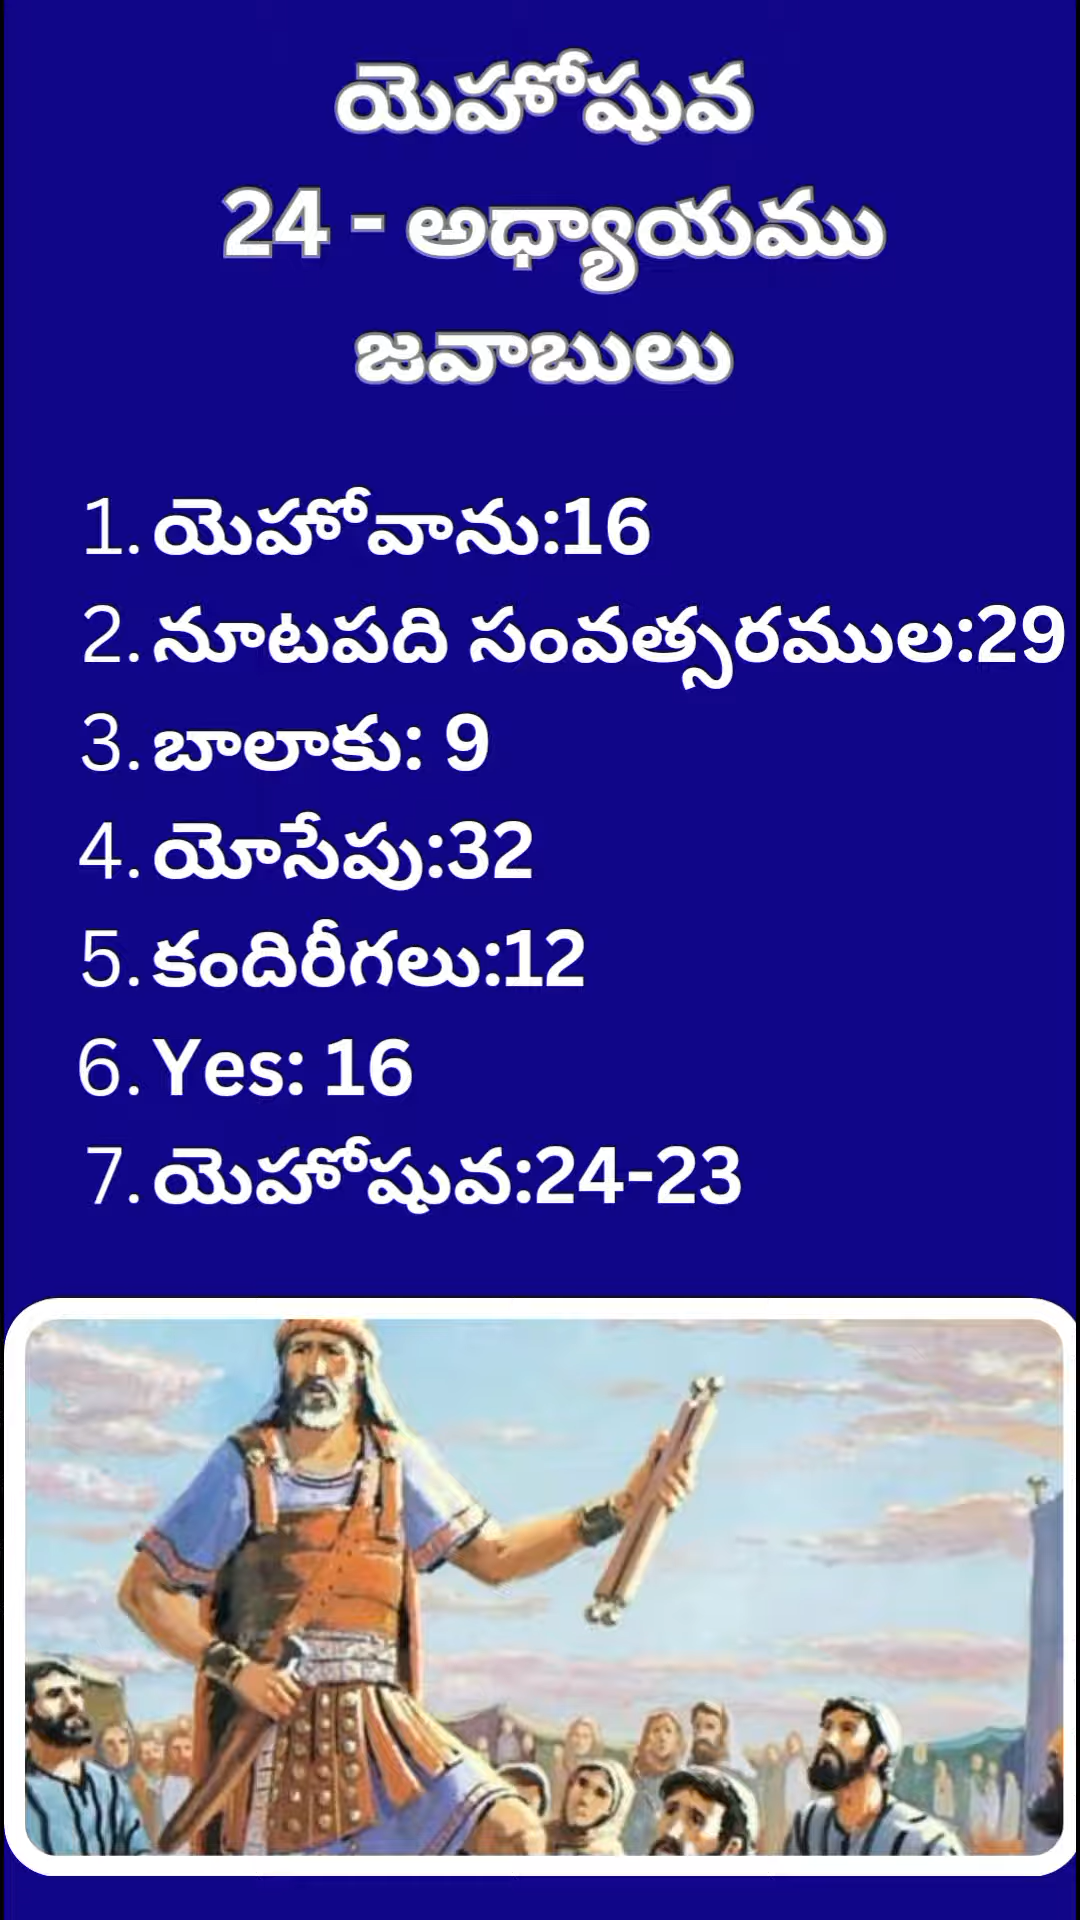 యెహోషువ
24 - అధ్యాయము
జవాబులు
1. యెహోవాను:16
2. నూటపది సంవత్సరముల:29
3. బాలాకు: 9
4. యోసేపు:32
5. కందిరీగలు:12
6. Yes: 16
7. యెహోషువ:24-23